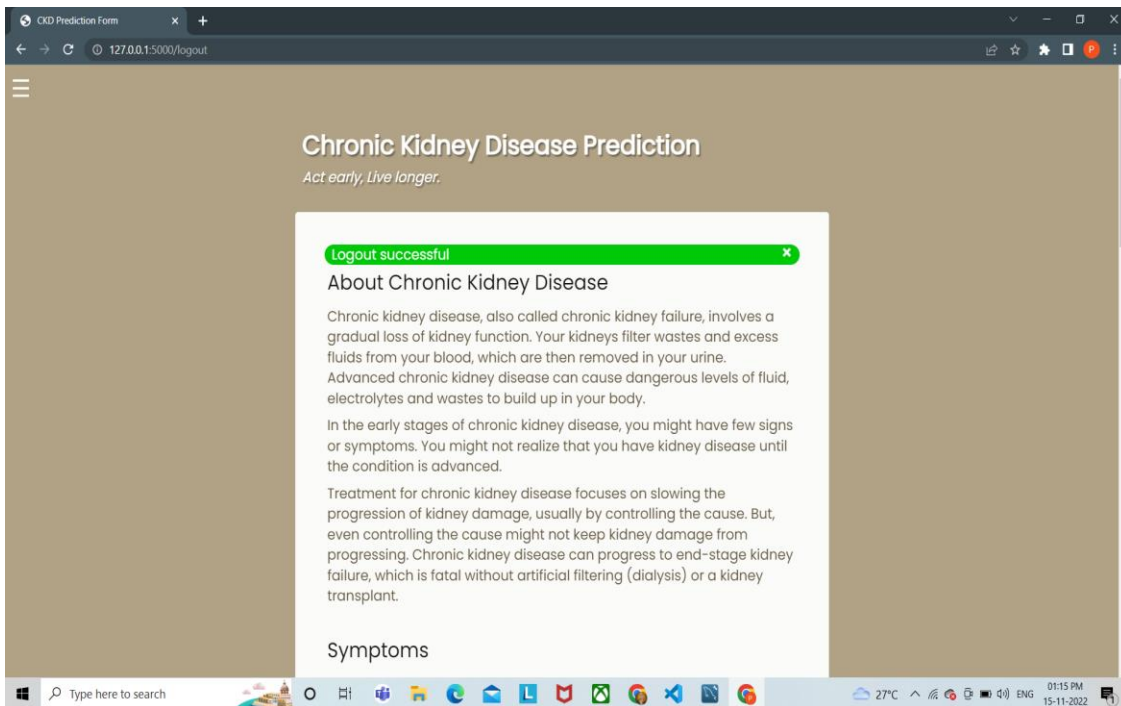 CKD Prediction Form
127.0.0.1:5000/logout
P
Chronic Kidney Disease Prediction
Act early, Live longer.
Logout successful
About Chronic Kidney Disease
Chronic kidney disease, also called chronic kidney failure, involves a
gradual loss of kidney function. Your kidneys filter wastes and excess
fluids from your blood, which are then removed in your urine.
Advanced chronic kidney disease can cause dangerous levels of fluid,
electrolytes and wastes to build up in your body.
In the early stages of chronic kidney disease, you might have few signs
or symptoms. You might not realize that you have kidney disease until
the condition is advanced.
Treatment for chronic kidney disease focuses on slowing the
progression of kidney damage, usually by controlling the cause. But,
even controlling the cause might not keep kidney damage from
progressing. Chronic kidney disease can progress to end-stage kidney
failure, which is fatal without artificial filtering (dialysis) or a kidney
transplant.
Symptoms
Type here to search
L
27°C
ENG
01:15 PM
15-11-2022